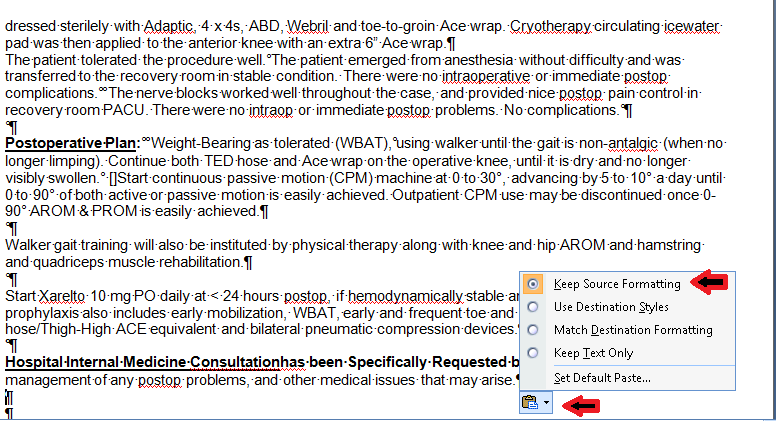 dressed sterilely with Adaptic, 4 x 4s, ABD, Webril and toe-to-groin Ace wrap. Cryotherapy circulating icewater
pad was then applied to the anterior knee with an extra 6” Ace wrap.¶
The patient tolerated the procedure well.°The patient emerged from anesthesia without difficulty and was
transferred to the recovery room in stable condition. There were no intraoperative or immediate postop
complications.°°The nerve blocks worked well throughout the case, and provided nice postop pain control in
recovery room PACU. There were no intraop or immediate postop problems. No complications.°¶
°¶
Postoperative Plan:°°Weight-Bearing as tolerated (WBAT),°using walker until the gait is non-antalgic (when no
longer limping). Continue both TED hose and Ace wrap on the operative knee, until it is dry and no longer
visibly swollen.° []Start continuous passive motion (CPM) machine at 0 to 30°, advancing by 5 to 10° a day until
0 to 90° of both active or passive motion is easily achieved. Outpatient CPM use may be discontinued once 0-
90° AROM & PROM is easily achieved.¶
°¶
Walker gait training will also be instituted by physical therapy along with knee and hip AROM and hamstring
and quadriceps muscle rehabilitation.¶
°¶
Start Xarelto 10 mg PO daily at < 24 hours postop, if hemodynamically stable
prophylaxis also includes early mobilization, WBAT, early and frequent toe and
hose/Thigh-High ACE equivalent and bilateral pneumatic compression devices.°
°¶
Hospital Internal Medicine Consultationhas been Specifically Requested
management of any postop problems, and other medical issues that may arise.¶
¶
¶
Keep Source Formatting
Use Destination Styles
Match Destination Formatting
Keep Text Only
Set Default Paste...